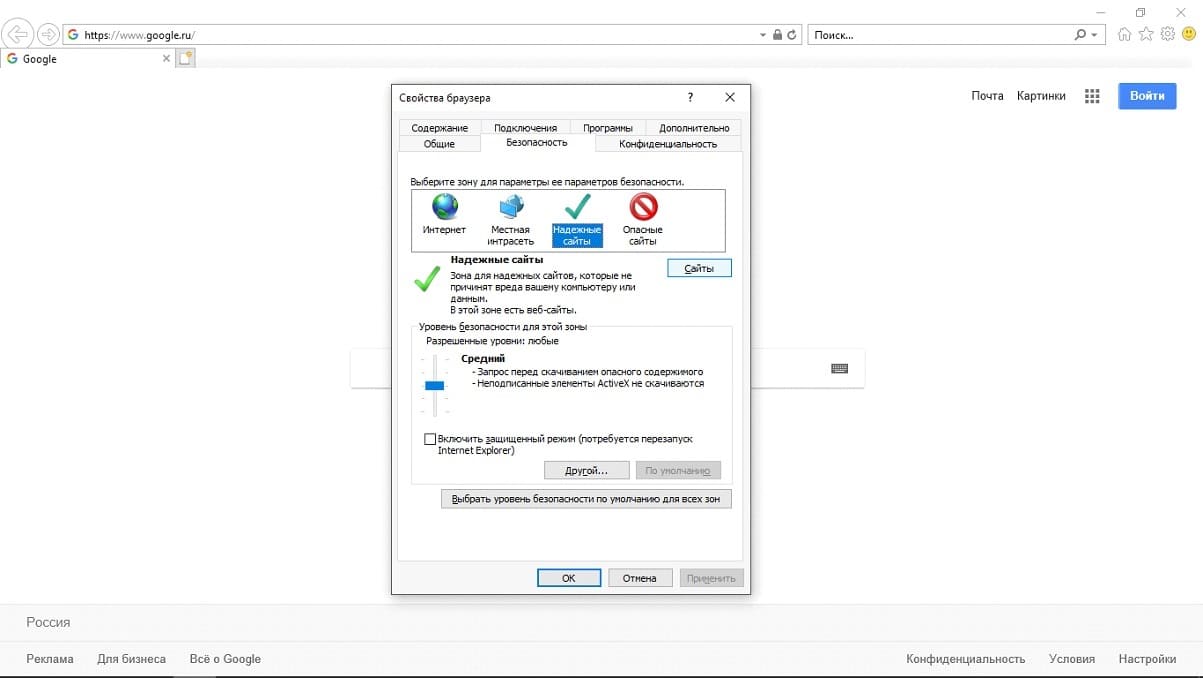 https://www.google.ru/
Поиск...
Google
Почта Картинки Войти
Свойства браузера ?
Содержание Подключения Программы Дополнительно
Общие Безопасность Конфиденциальность
Выберите зону для параметры ее параметров безопасности.
Интернет
Местная
интрасеть
Надежные
сайты
Опасные
сайты
Надежные сайты
Сайты
Зона для надежных сайтов, которые не
причинят вреда вашему компьютеру или
данным.
В этой зоне есть веб-сайты.
Уровень безопасности для этой зоны
Разрешенные уровни: любые
Средний
- Запрос перед скачиванием опасного содержимого
- Неподписанные элементы ActiveX не скачиваются
Включить защищенный режим (потребуется перезапуск
Internet Explorer)
Другой... По умолчанию
Выбрать уровень безопасности по умолчанию для всех зон
ОК Отмена Применить
Россия
Реклама Для бизнеса Всё о Google Конфиденциальность Условия Настройки